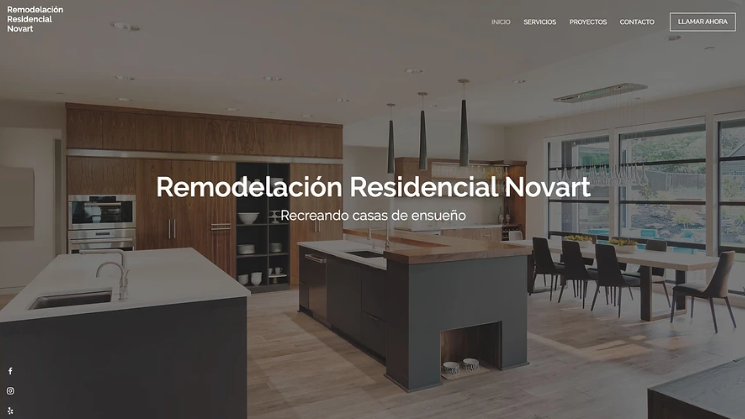 Remodelación
Residencial
Novart
INICIO
SERVICIOS
PROYECTOS
CONTACTO
LLAMAR AHORA
Remodelación Residencial Novart
Recreando casas de ensueño